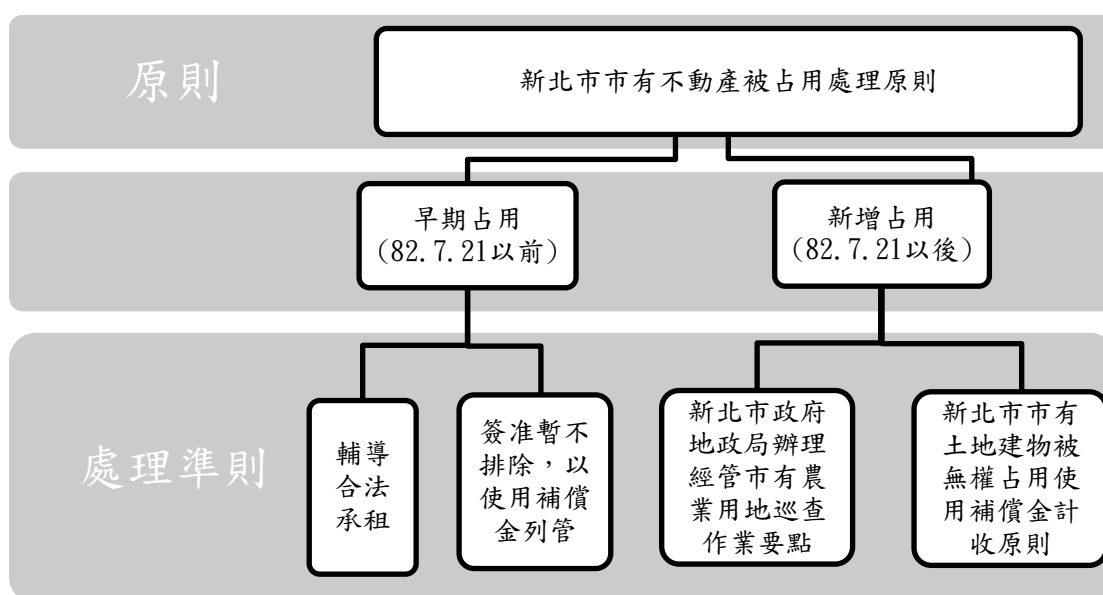 原則
新北市市有不動產被占用處理原則
早期占用
(82.7.21以前)
新增占用
(82.7.21以後)
處理準則
輔導
合法
承租
簽准暫不
排除，以
使用補償
金列管
新北市政府
地政局辦理
經管市有農
業用地巡查
作業要點
新北市市有
土地建物被
無權占用使
用補償金計
收原則